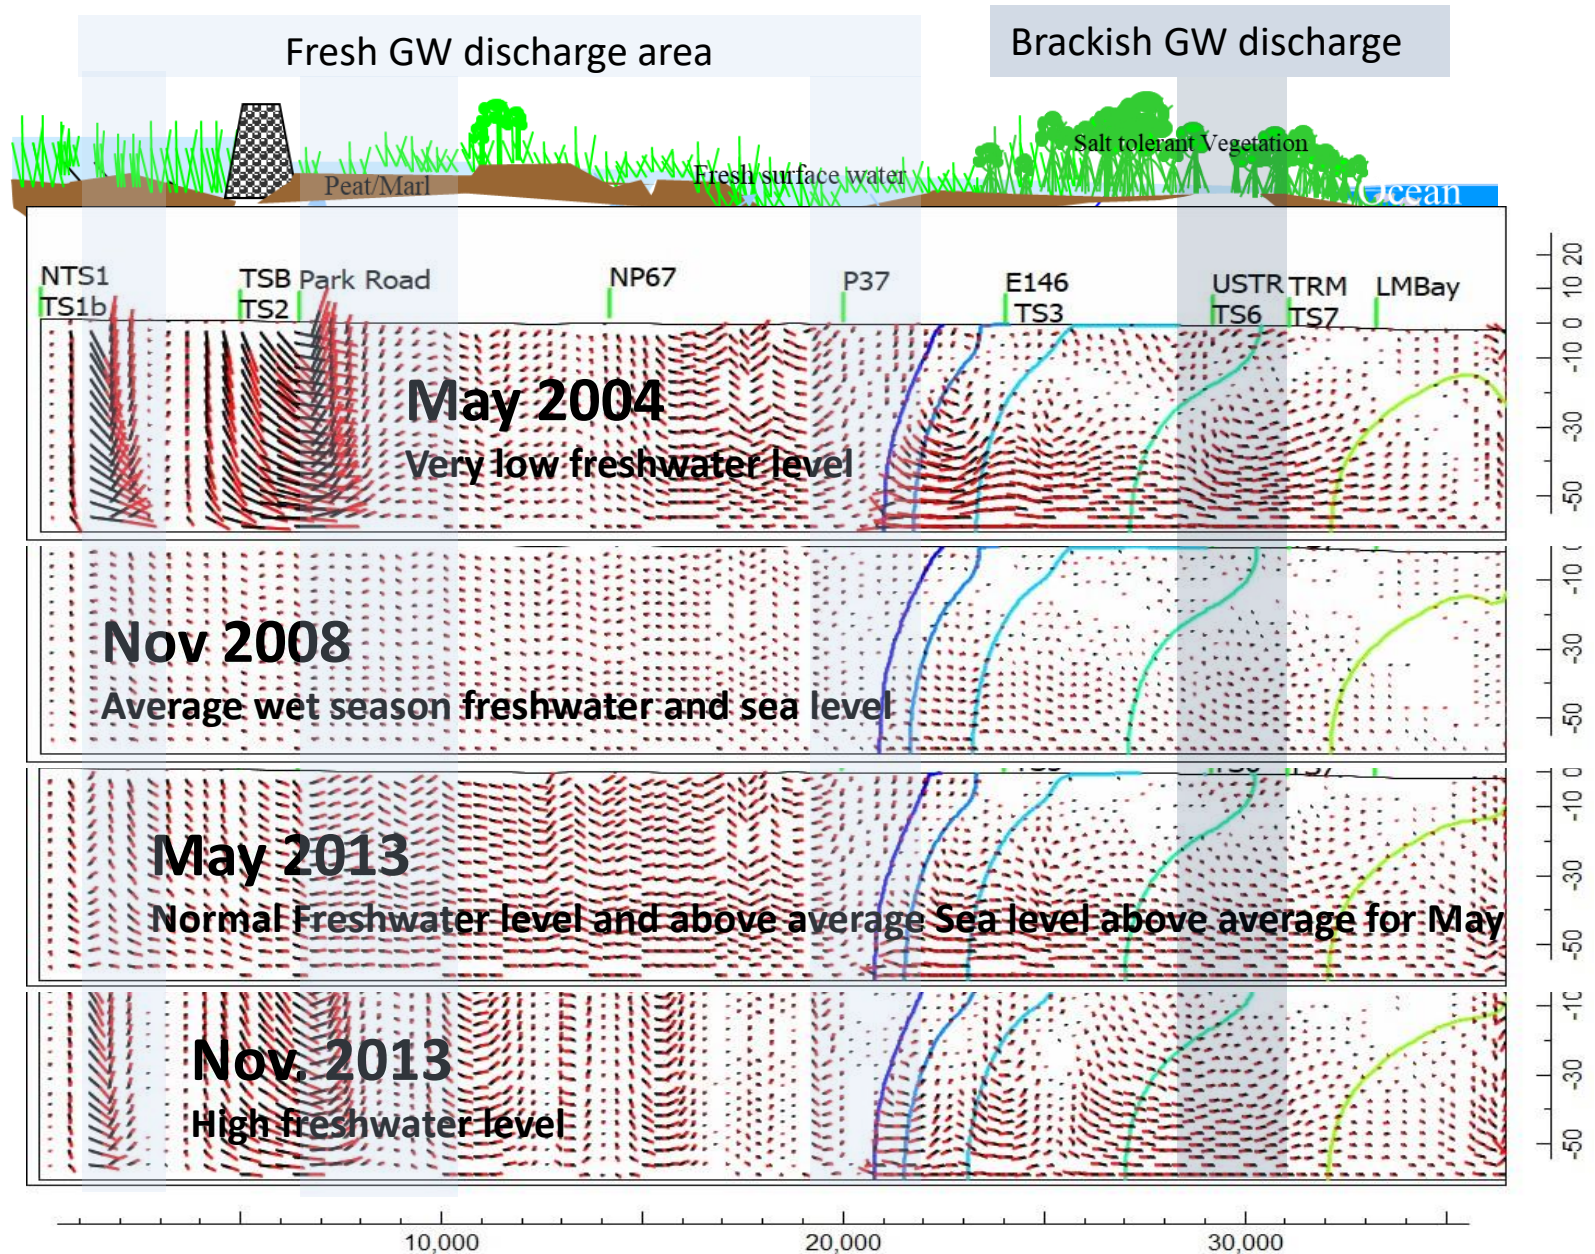 Fresh GW discharge area
Brackish GW discharge
Salt tolerant Vegetation
Peat/Marl
Fresh surface water
Ocean
NTS1
TS1b
TSB
TS2
Park Road
NP67
P37
E146
TS3
USTR
TS6
TRM
TS7
LMBay
20
10
0
-10
-30
-50
May 2004
Very low freshwater level
0
-10
-30
-50
Nov 2008
Average wet season freshwater and sea level
0
-10
-30
-50
May 2013
Normal Freshwater level and above average Sea level above average for May
-10
-30
-50
Nov. 2013
High freshwater level
10,000
20,000
30,000